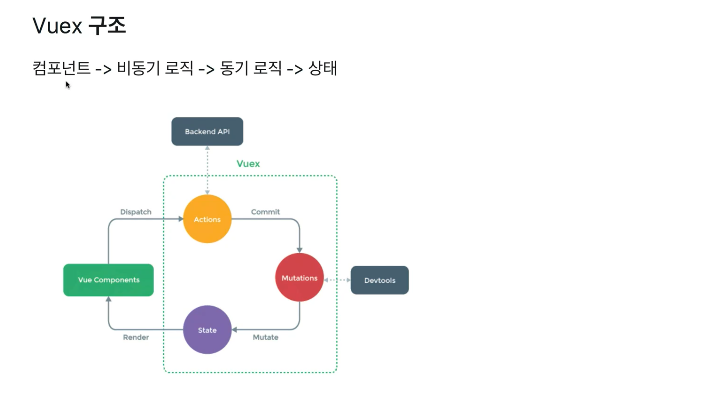 Vuex 구조
컴포넌트 -> 비동기 로직 -> 동기 로직 -> 상태
Backend API
Vuex
Dispatch
Commit
Actions
Vue Components
Mutations
Devtools
State
Render
Mutate